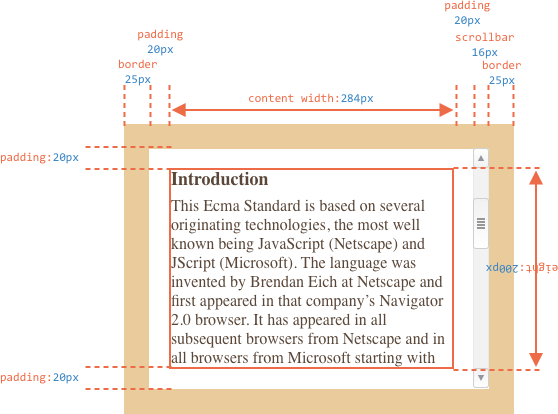 padding
20px
scrollbar
16px
border
25px
padding
20px
border
25px
content width:284px
padding:20px
Introduction
This Ecma Standard is based on several
originating technologies, the most well
known being JavaScript (Netscape) and
JScript (Microsoft). The language was
invented by Brendan Eich at Netscape and
first appeared in that company’s Navigator
2.0 browser. It has appeared in all
subsequent browsers from Netscape and in
all browsers from Microsoft starting with
eight:200px
padding:20px